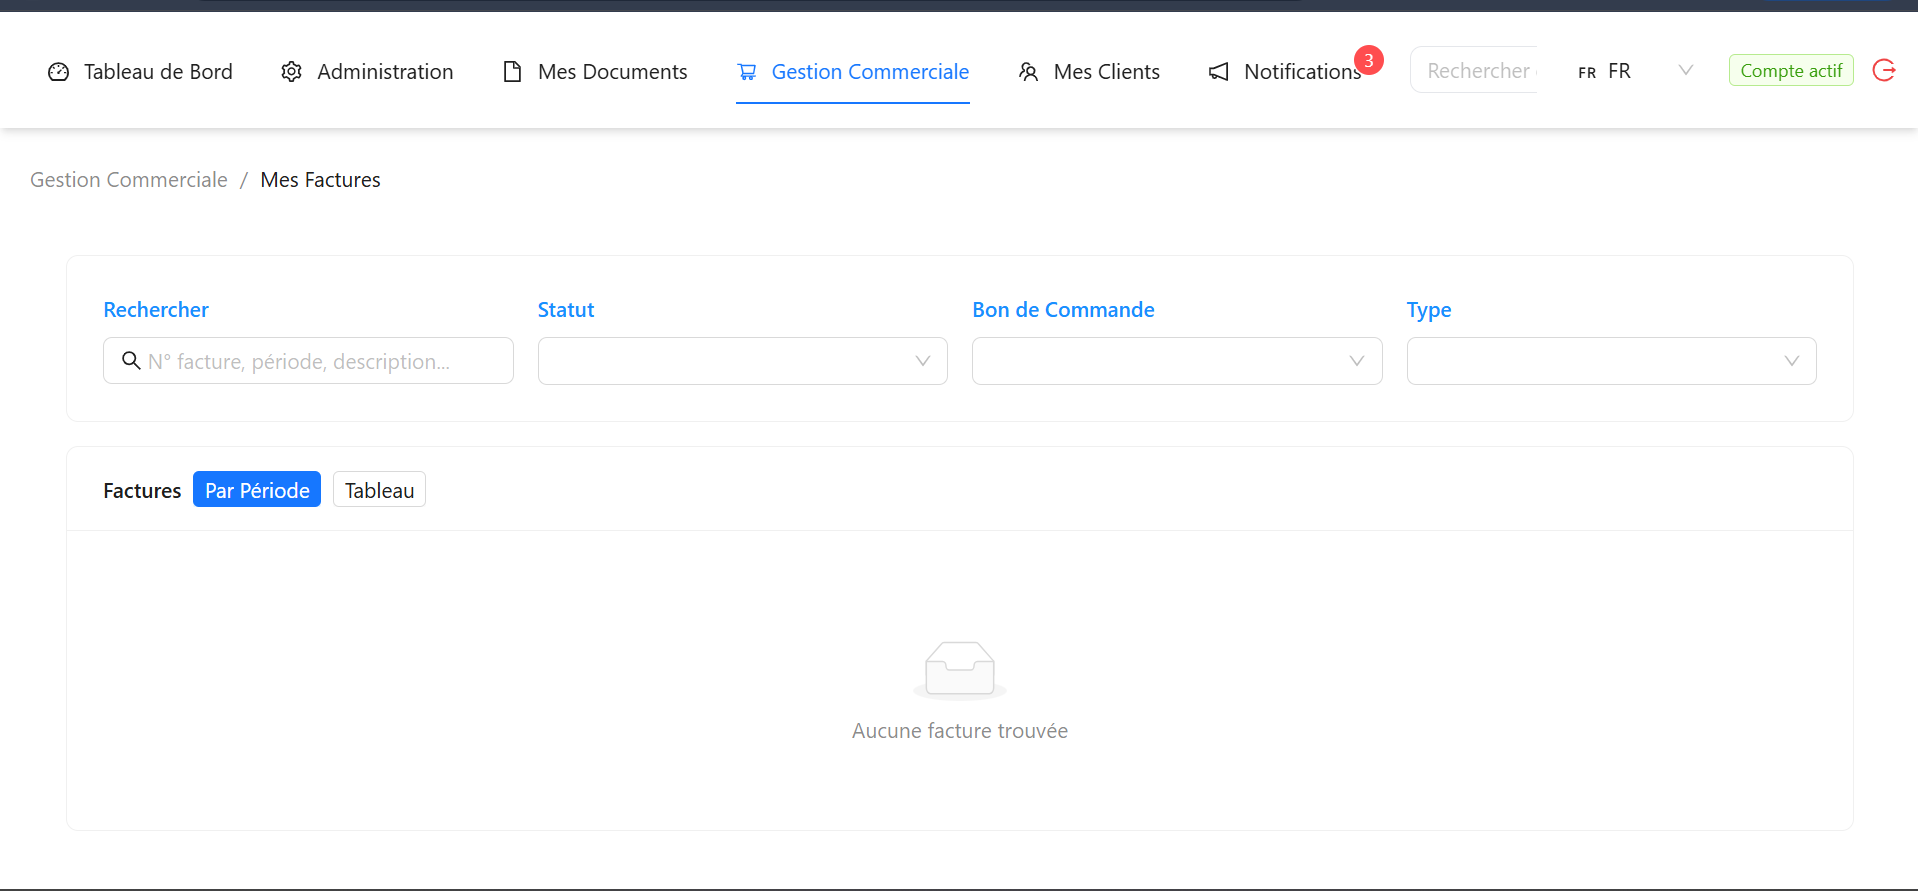 Tableau de Bord
Administration
Mes Documents
Gestion Commerciale
Mes Clients
Notifications
3
Rechercher
FR FR
Compte actif
Gestion Commerciale / Mes Factures
Rechercher
Statut
Bon de Commande
Type
N° facture, période, description...
Factures
Par Période
Tableau
Aucune facture trouvée